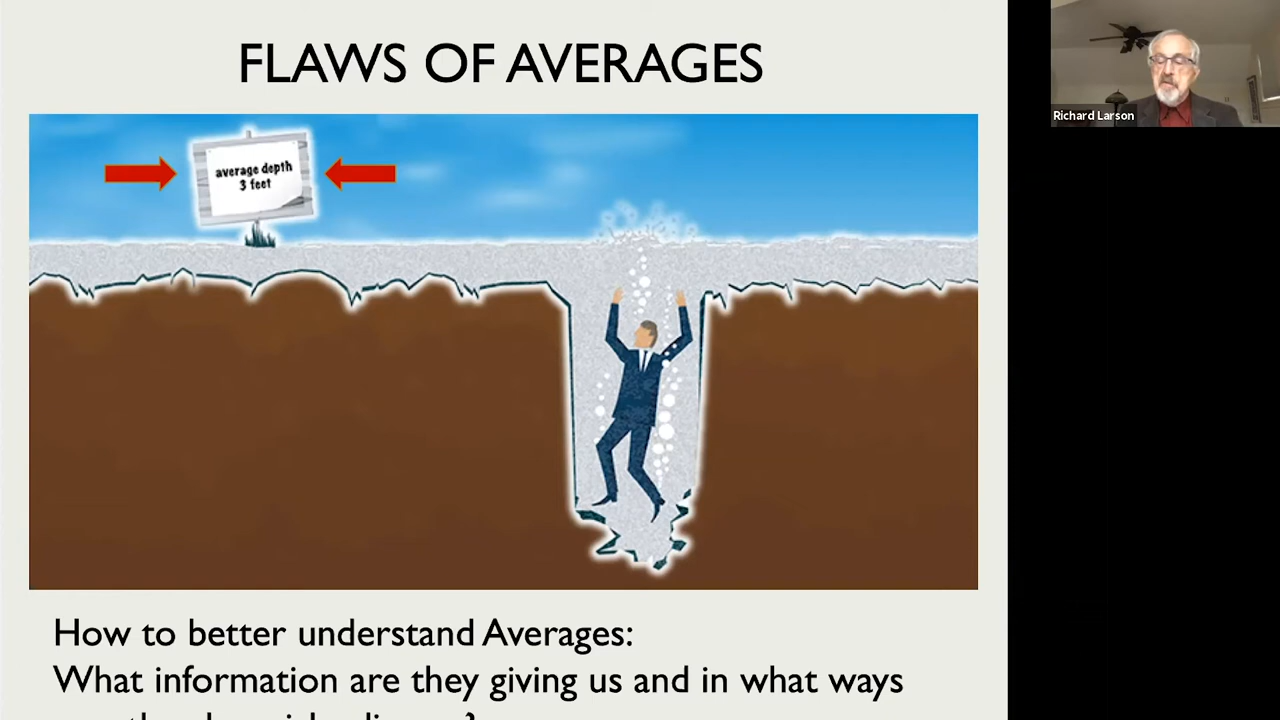 FLAWS OF AVERAGES
average depth
3 feet
Richard Larson
How to better understand Averages:
What information are they giving us and in what ways